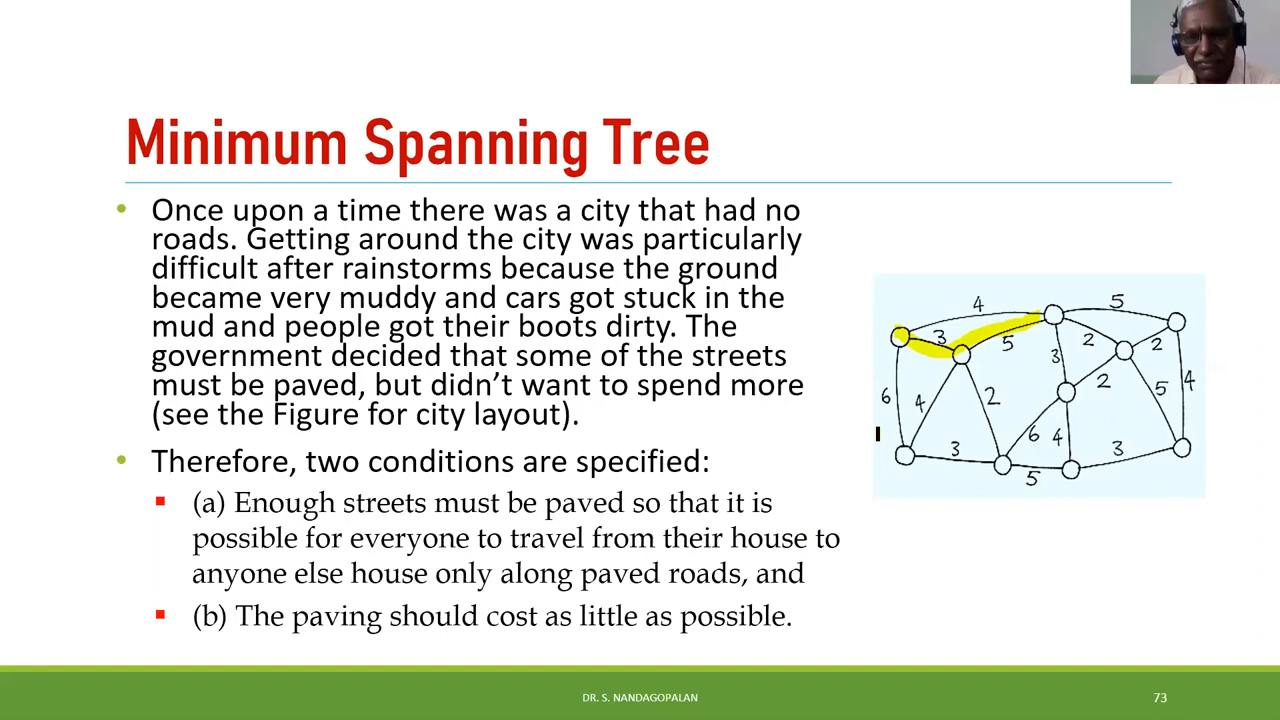 Minimum Spanning Tree
• Once upon a time there was a city that had no
roads. Getting around the city was particularly
difficult after rainstorms because the ground
became very muddy and cars got stuck in the
mud and people got their boots dirty. The
government decided that some of the streets
must be paved, but didn’t want to spend more
(see the Figure for city layout).
• Therefore, two conditions are specified:
▪ (a) Enough streets must be paved so that it is
possible for everyone to travel from their house to
anyone else house only along paved roads, and
▪ (b) The paving should cost as little as possible.
4 5
3 5 3 2 2
6 4 2 2 5 4
3 6 4 3
5
DR. S. NANDAGOPALAN
73